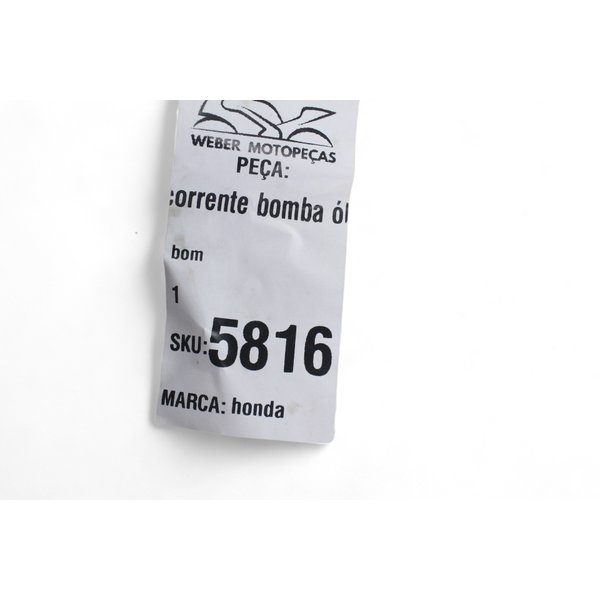 WEBER MOTOPEÇAS
PEÇA:
corrente bomba ól
bom
1
SKU:5816
MARCA: honda